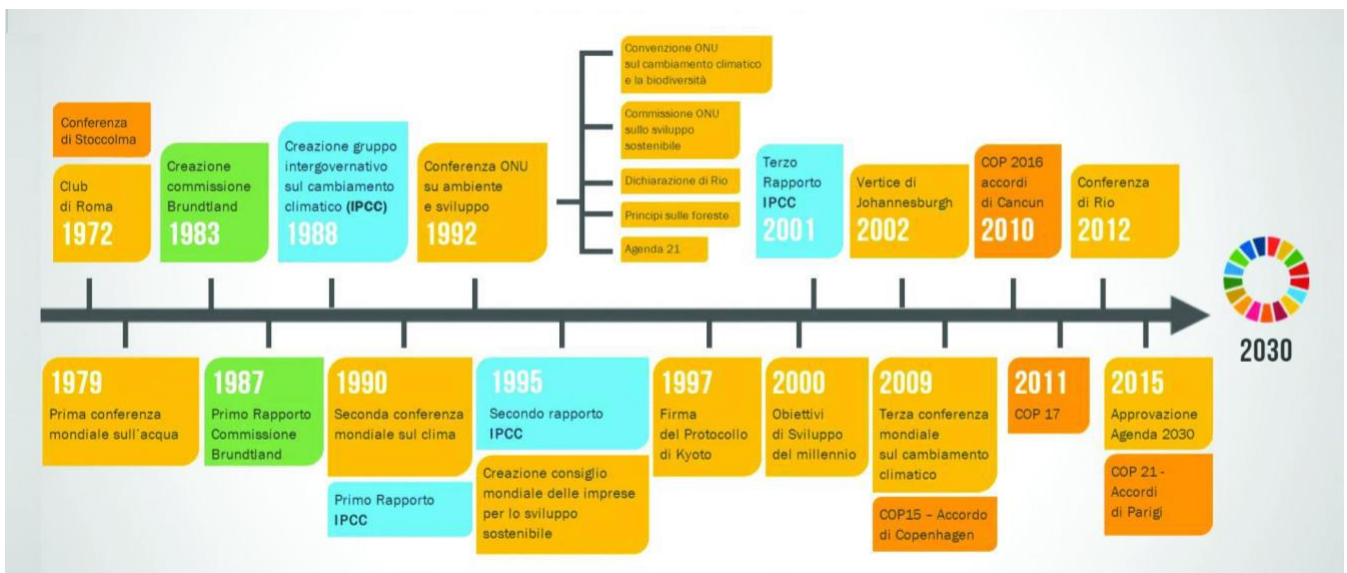 Conferenza
di Stoccolma
Club
di Roma
1972
Creazione
commissione
Brundtland
1983
Creazione gruppo
intergovernativo
sul cambiamento
climatico (IPCC)
1988
Conferenza ONU
su ambiente
e sviluppo
1992
Convenzione ONU
sul cambiamento climatico
e la biodiversità
Commissione ONU
sullo sviluppo
sostenibile
Dichiarazione di Rio
Principi sulle foreste
Agenda 21
Terzo
Rapporto
IPCC
2001
Vertice di
Johannesburgh
2002
COP 2016
accordi
di Cancun
2010
Conferenza
di Rio
2012
2030
1979
Prima conferenza
mondiale sull´acqua
1987
Primo Rapporto
Commissione
Brundtland
1990
Seconda conferenza
mondiale sul clima
Primo Rapporto
IPCC
1995
Secondo rapporto
IPCC
Creazione consiglio
mondiale delle imprese
per lo sviluppo
sostenibile
1997
Firma
del Protocollo
di Kyoto
2000
Obiettivi
di Sviluppo
del millennio
2009
Terza conferenza
mondiale
sul cambiamento
climatico
COP15 – Accordo
di Copenhagen
2011
COP 17
2015
Approvazione
Agenda 2030
COP 21 -
Accordi
di Parigi